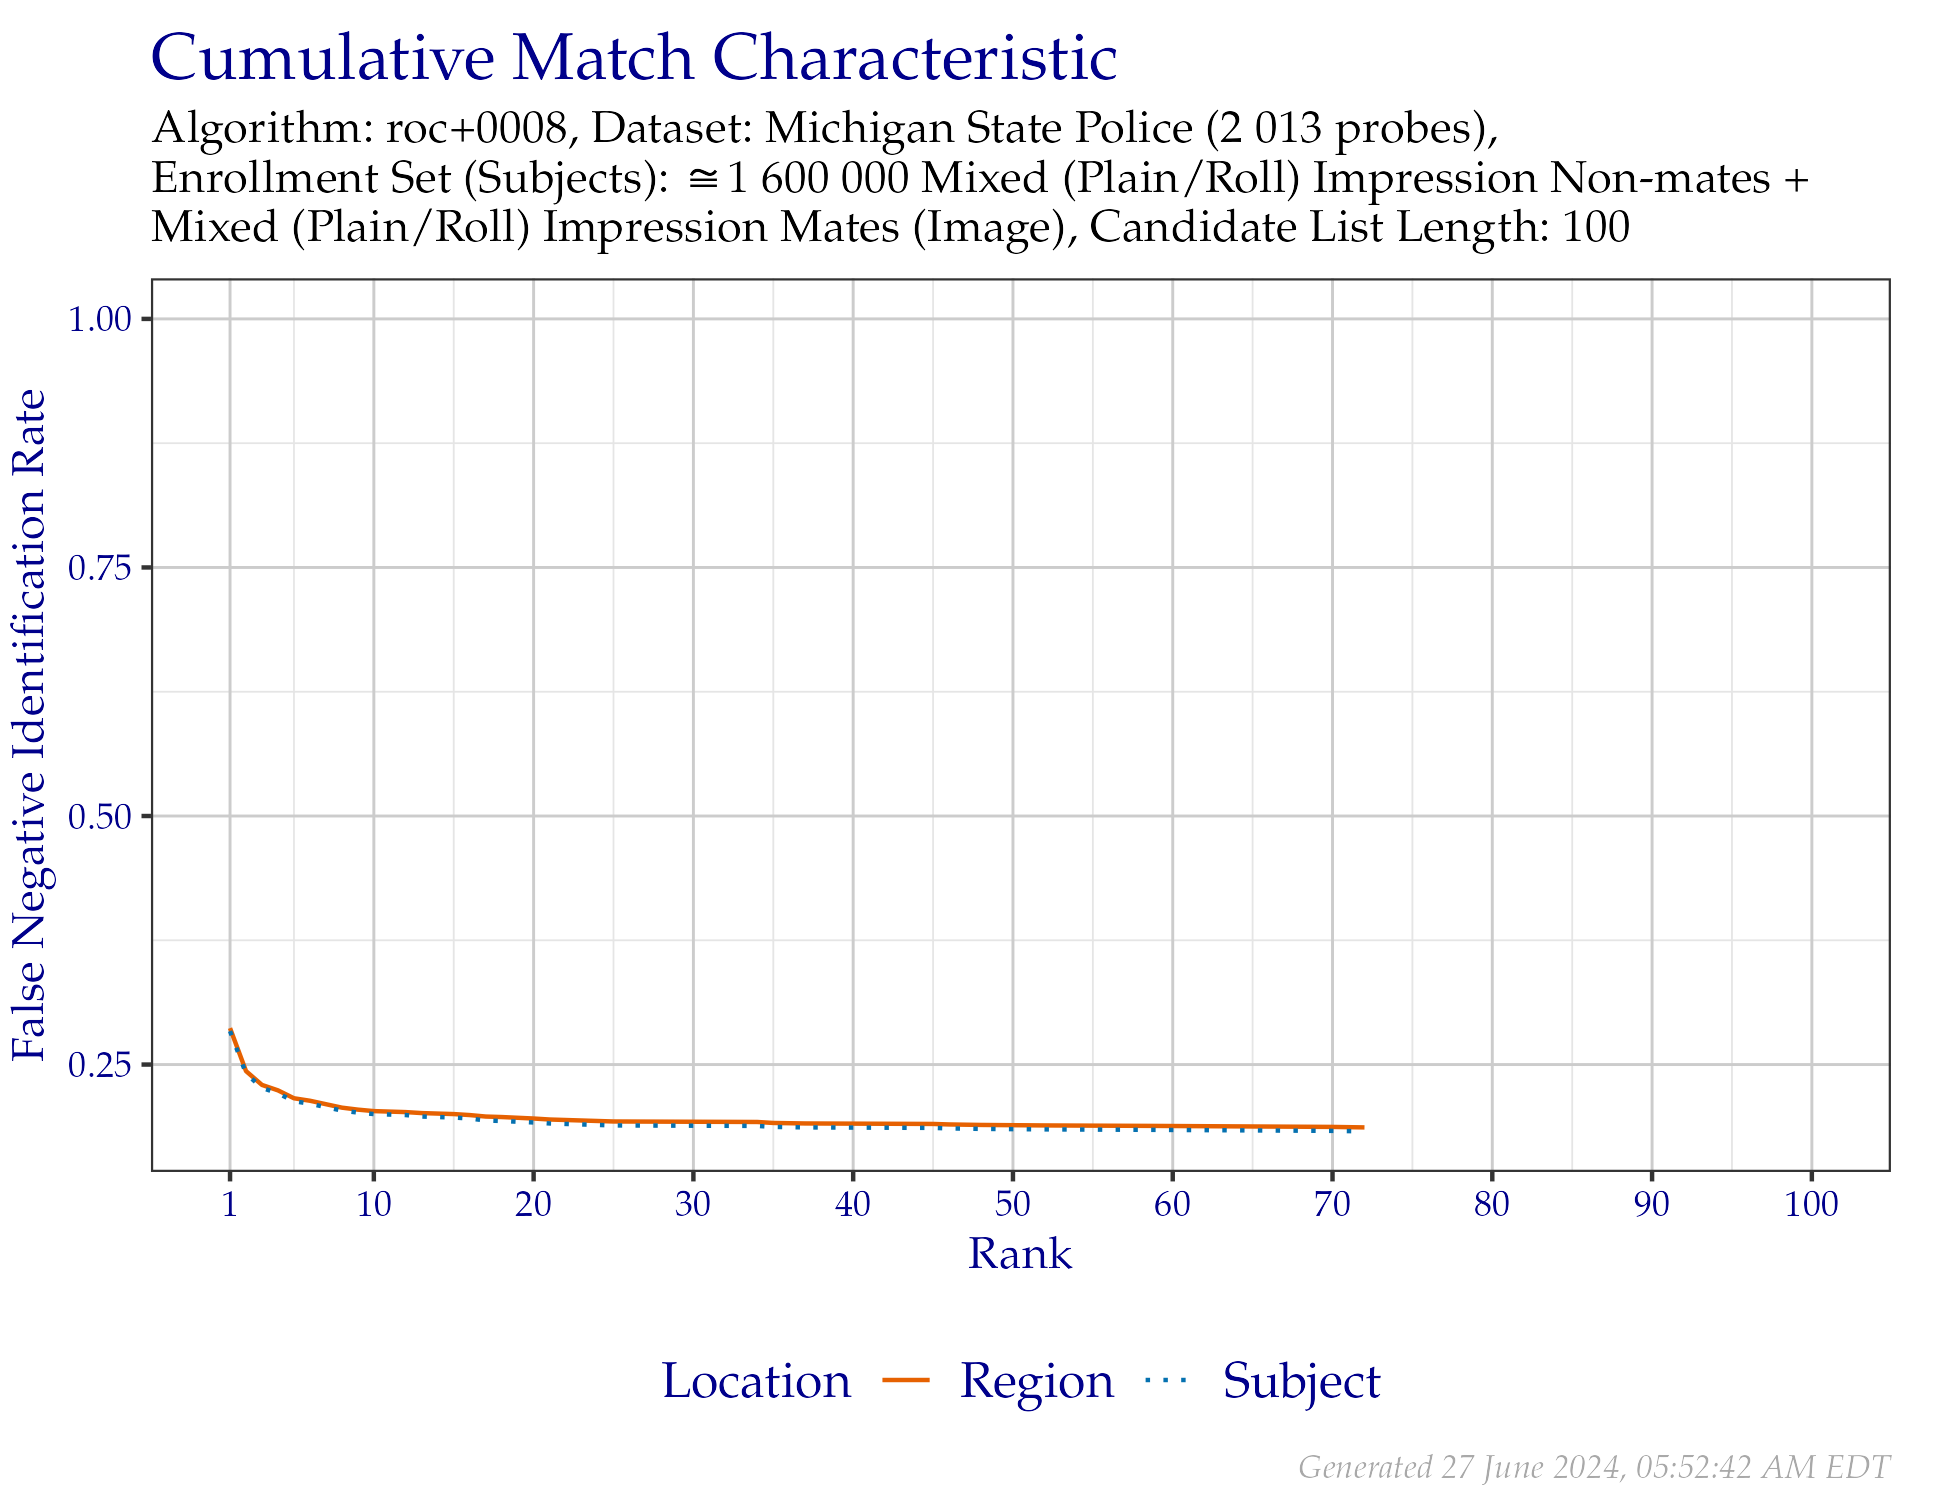 Cumulative Match Characteristic
Algorithm: roc+0008, Dataset: Michigan State Police (2 013 probes),
Enrollment Set (Subjects): ≅1 600 000 Mixed (Plain/Roll) Impression Non-mates +
Mixed (Plain/Roll) Impression Mates (Image), Candidate List Length: 100
False Negative Identification Rate
1.00
0.75
0.50
0.25
1 10 20 30 40 50 60 70 80 90 100
Rank
Location Region Subject
Generated 27 June 2024, 05:52:42 AM EDT